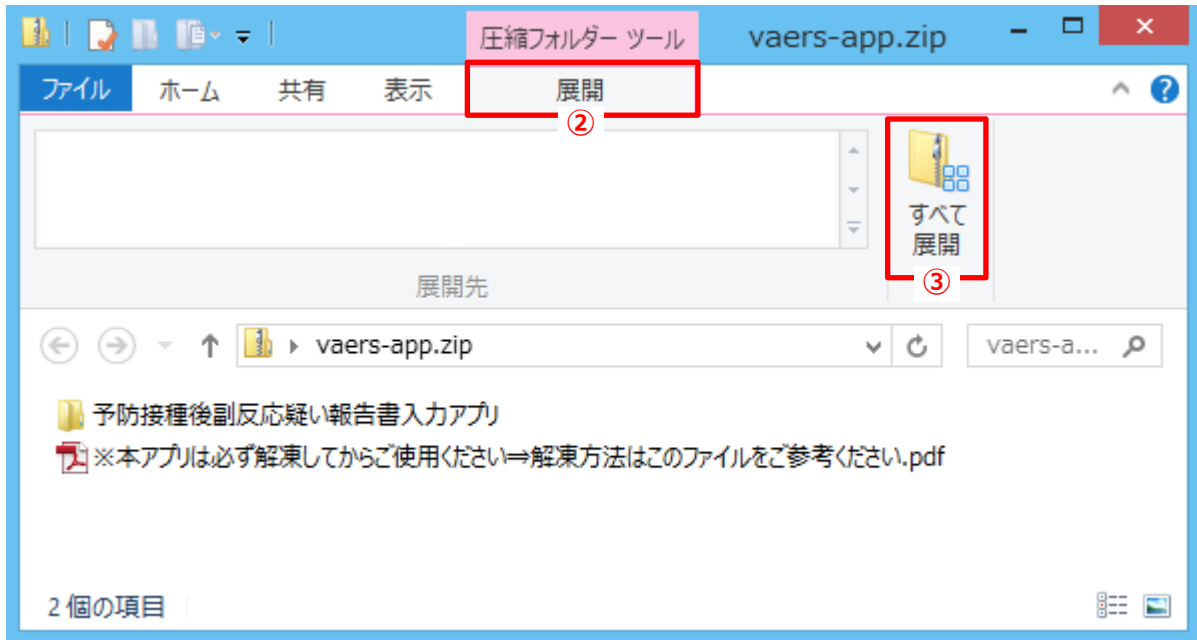 圧縮フォルダー ツール vaers-app.zip
ファイル ホーム 共有 表示 展開
②
すべて
展開
③
展開先
vaers-app.zip vaers-a...
予防接種後副反応疑い報告書入力アプリ
※本アプリは必ず解凍してからご使用ください⇒解凍方法はこのファイルをご参考ください.pdf
2 個の項目